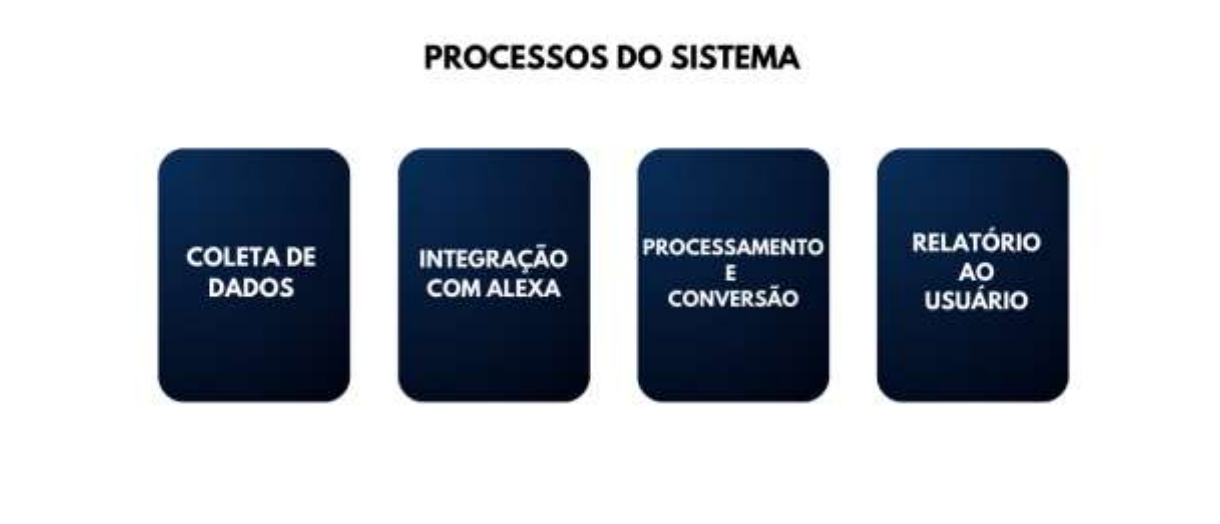 PROCESSOS DO SISTEMA
COLETA DE
DADOS
INTEGRAÇÃO
COM ALEXA
PROCESSAMENTO
E
CONVERSÃO
RELATÓRIO
AO
USUÁRIO